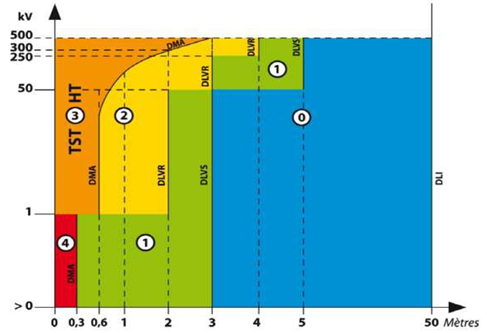 kV
500
DMA
DLVR
DLVS
300
250
DLVR
1
HT
50
TST
3
2
0
DMA
DLVR
DLVS
DLI
1
4
1
DMA
> 0
0 0,3 0,6 1 2 3 4 5 50 Mètres